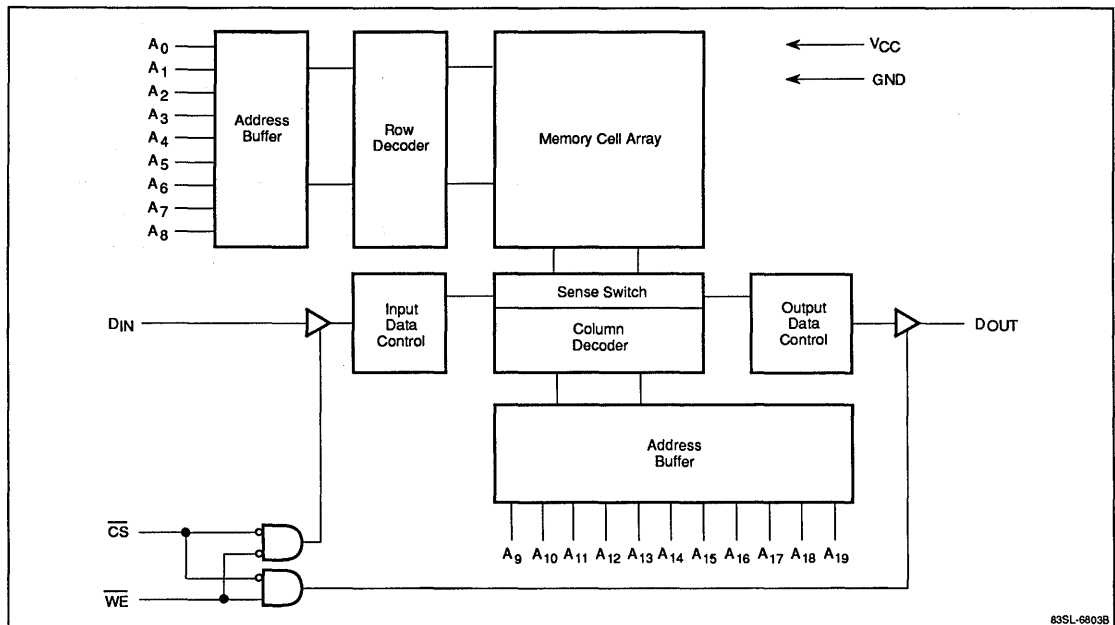 A0
A1
A2
A3
A4
A5
A6
A7
A8
Address
Buffer
Row
Decoder
Memory Cell Array
VCC
GND
DIN
Input
Data
Control
Sense Switch
Column
Decoder
Output
Data
Control
DOUT
Address
Buffer
A9 A10 A11 A12 A13 A14 A15 A16 A17 A18 A19
C̅S̅
W̅E̅
83SL-6803B